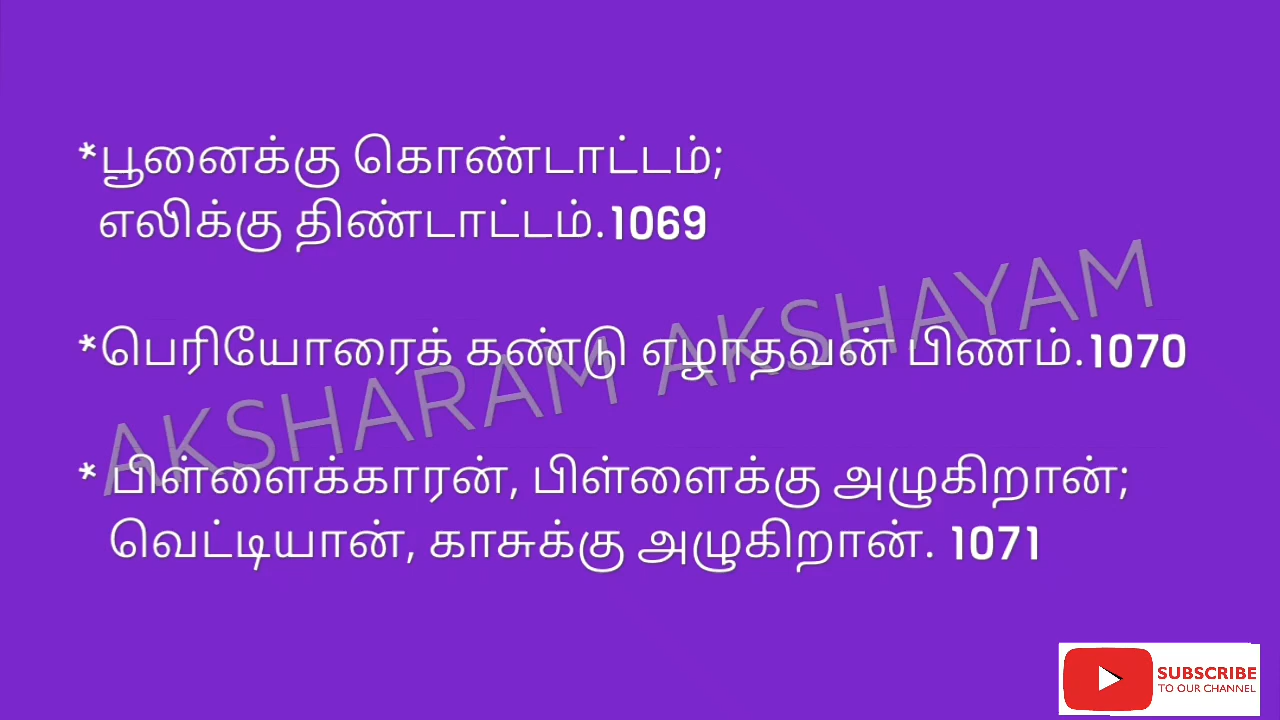 *பூனைக்கு கொண்டாட்டம்;
எலிக்கு திண்டாட்டம்.1069
*பெரியோரைக் கண்டு எழாதவன் பிணம்.1070
AKSHARAM AKSHAYAM
* பிள்ளைக்காரன், பிள்ளைக்கு அழுகிறான்;
வெட்டியான், காசுக்கு அழுகிறான். 1071
SUBSCRIBE
TO OUR CHANNEL